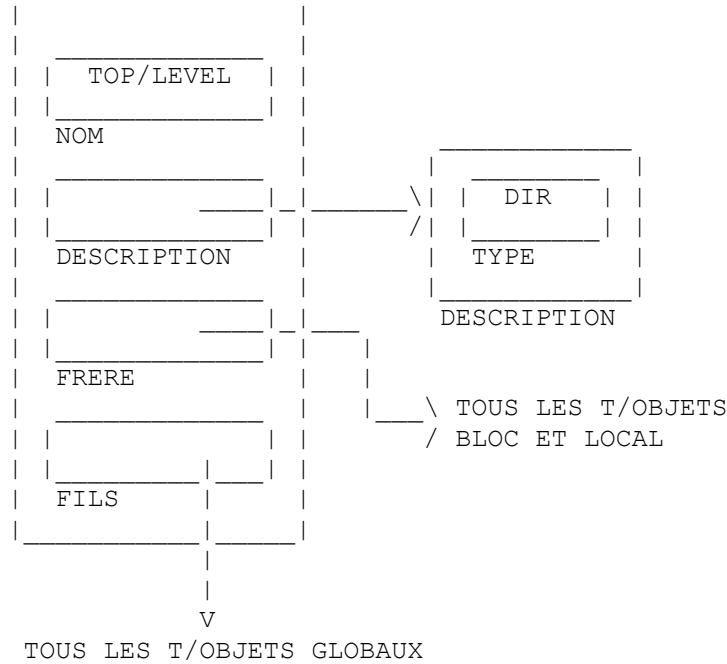 TOP/LEVEL
NOM
DIR
DESCRIPTION
TYPE
DESCRIPTION
FRERE
TOUS LES T/OBJETS
BLOC ET LOCAL
FILS
V
TOUS LES T/OBJETS GLOBAUX